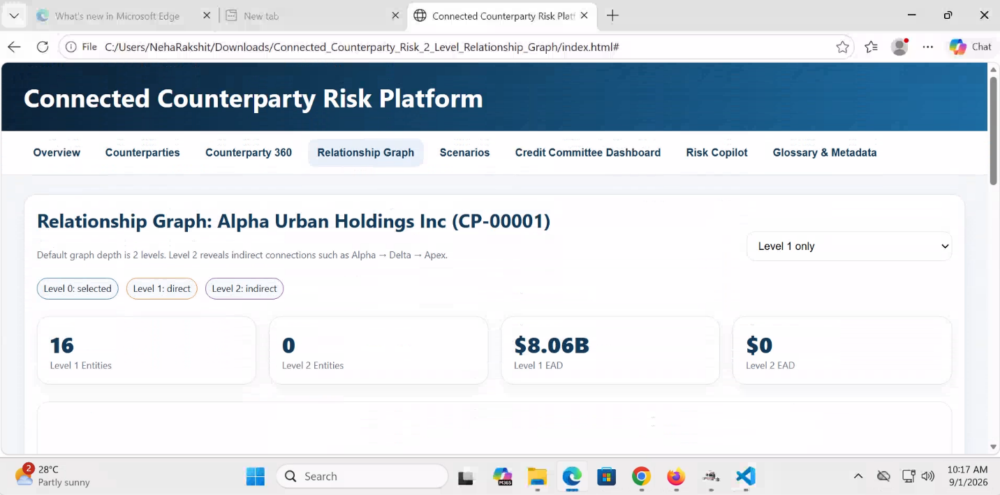 What's new in Microsoft Edge
New tab
Connected Counterparty Risk Platf
File C:/Users/NehaRakshit/Downloads/Connected_Counterparty_Risk_2_Level_Relationship_Graph/index.html#
Chat
Connected Counterparty Risk Platform
Overview Counterparties Counterparty 360 Relationship Graph Scenarios Credit Committee Dashboard Risk Copilot Glossary & Metadata
Relationship Graph: Alpha Urban Holdings Inc (CP-00001)
Level 1 only
Default graph depth is 2 levels. Level 2 reveals indirect connections such as Alpha → Delta → Apex.
Level 0: selected Level 1: direct Level 2: indirect
16 0 $8.06B $0
Level 1 Entities Level 2 Entities Level 1 EAD Level 2 EAD
2
28°C
Partly sunny
Search
M365
10:17 AM
9/1/2026